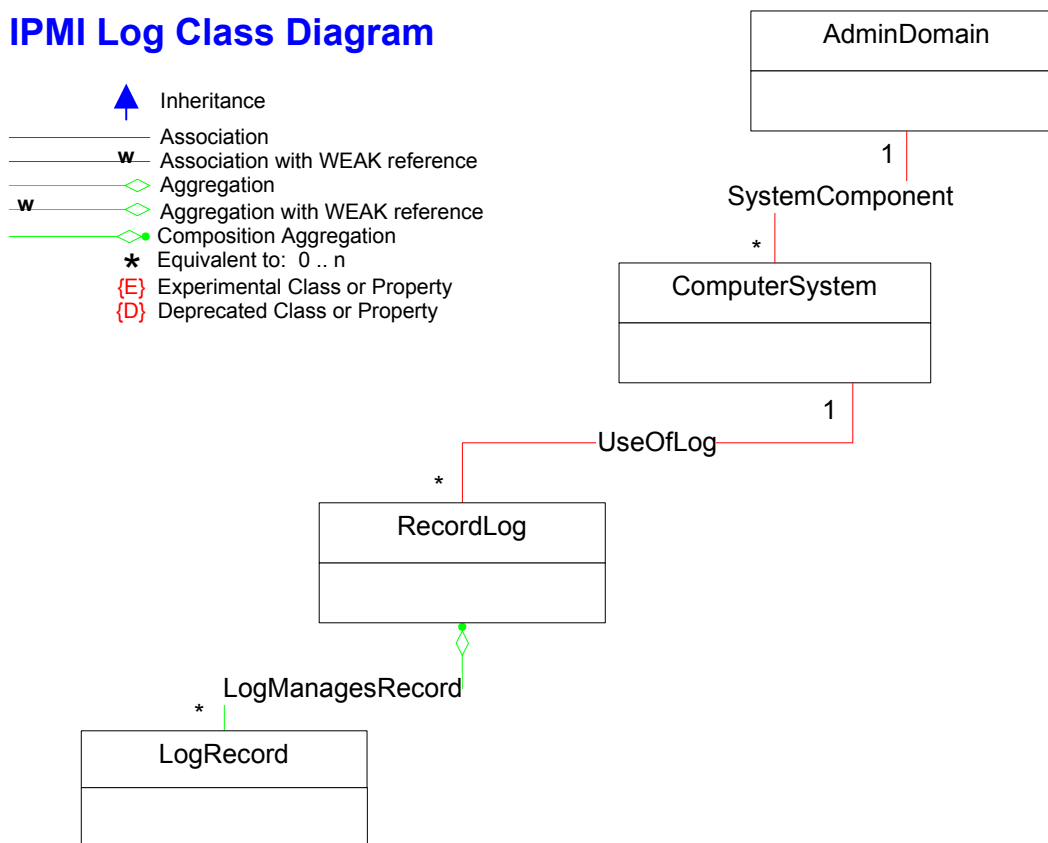 IPMI Log Class Diagram
Inheritance
Association
w
Association with WEAK reference
Aggregation
w
Aggregation with WEAK reference
Composition Aggregation
* Equivalent to: 0 .. n
{E} Experimental Class or Property
{D} Deprecated Class or Property
AdminDomain
1
SystemComponent
*
ComputerSystem
1
UseOfLog
*
RecordLog
LogManagesRecord
*
LogRecord